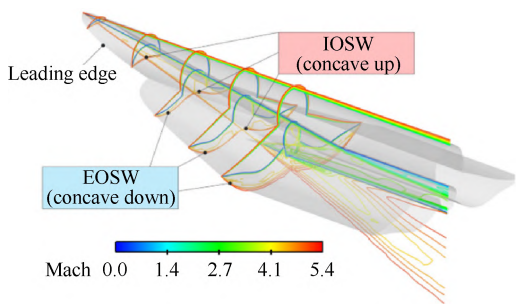 IOSW
(concave up)
Leading edge
EOSW
(concave down)
Mach 0.0 1.4 2.7 4.1 5.4